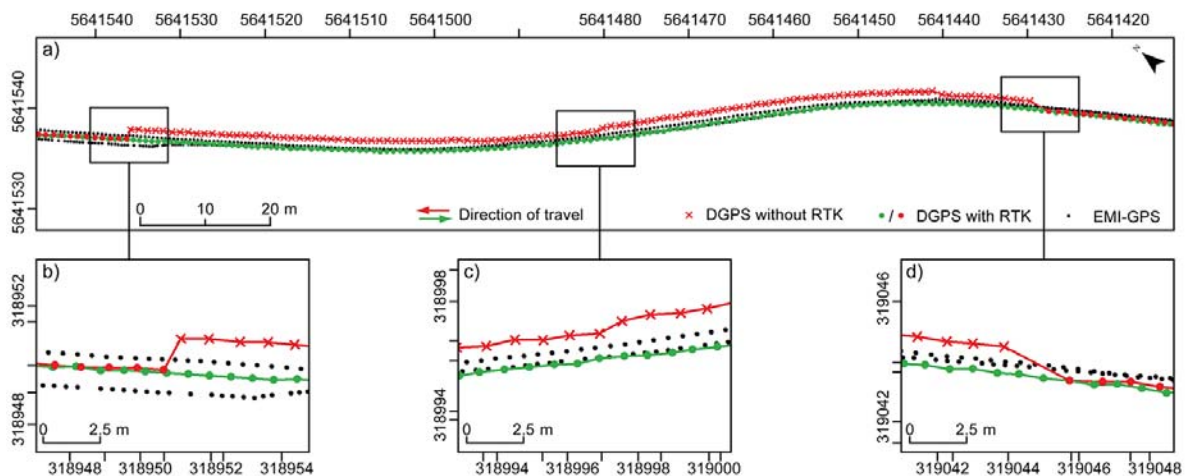 5641540 5641530 5641510 5641500 5641480 5641470 5641460 5641450 5641440 5641430 5641420
a)
N
5641540
5641530
0 10 20 m
Direction of travel
DGPS without RTK
/ DGPS with RTK
EMI-GPS
b)
318952
318948
0 2.5 m
318948 318950 318952 318954
c)
318998
318994
0 2.5 m
318994 318996 318998 319000
d)
319046
319042
0 2.5 m
319042 319044 319046 319048